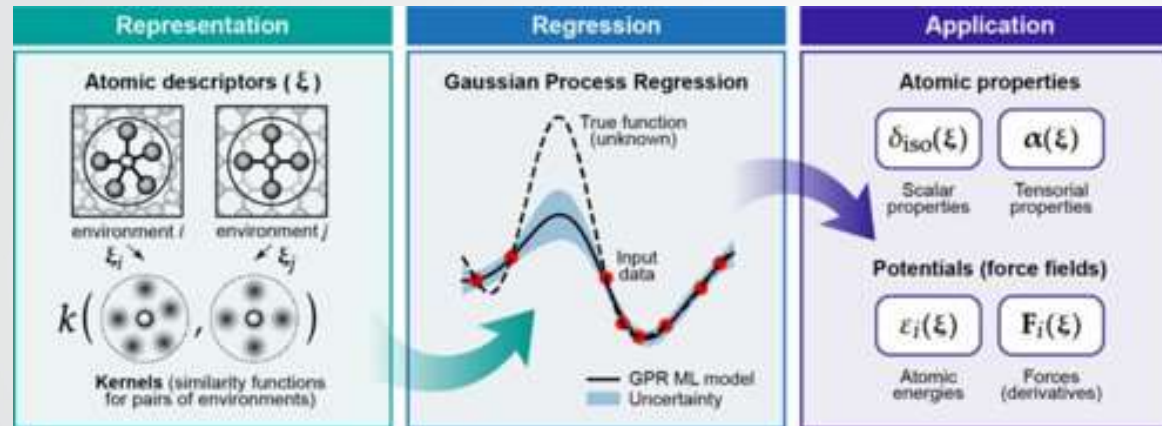 Representation
Atomic descriptors (ξ)
environment i
environment j
ξi
ξj
k( , )
Kernels (similarity functions
for pairs of environments)
Regression
Gaussian Process Regression
True function
(unknown)
Input
data
GPR ML model
Uncertainty
Application
Atomic properties
δiso(ξ)
α(ξ)
Scalar
properties
Tensorial
properties
Potentials (force fields)
εi(ξ)
Fi(ξ)
Atomic
energies
Forces
(derivatives)